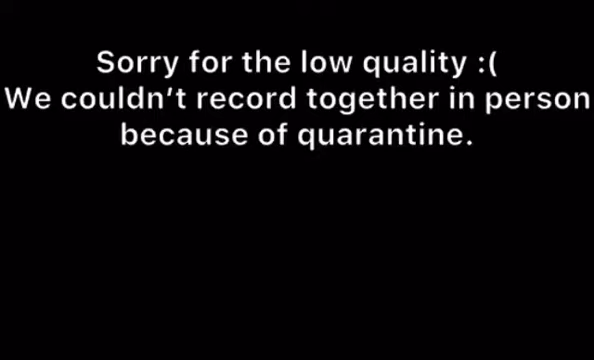 Sorry for the low quality :(
We couldn’t record together in person
because of quarantine.